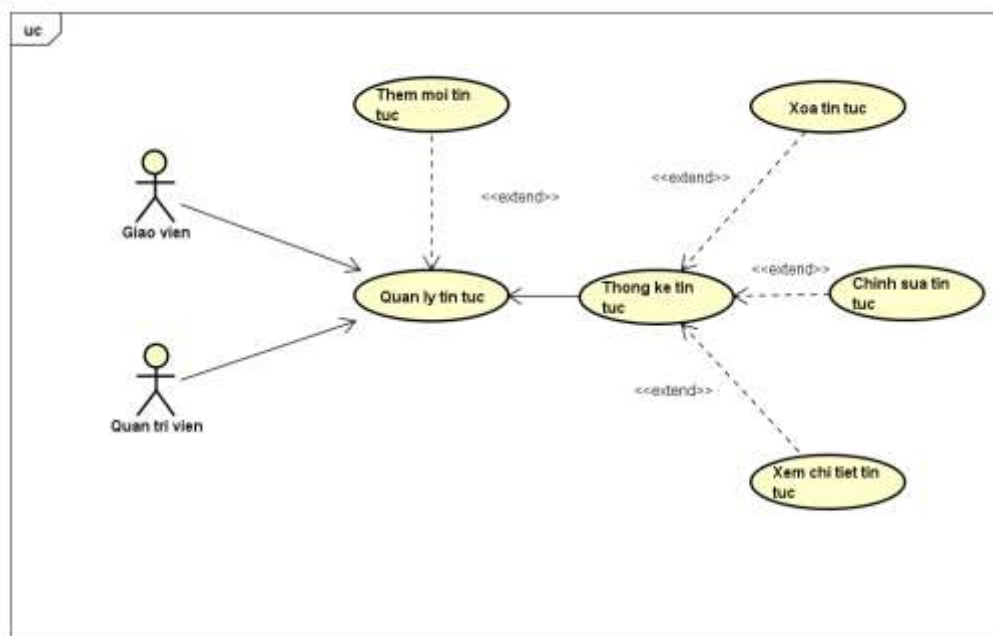 uc
Them moi tin
tuc
Xoa tin tuc
<<extend>>
<<extend>>
Giao vien
<<extend>>
Quan ly tin tuc
Thong ke tin
tuc
Chinh sua tin
tuc
<<extend>>
Quan tri vien
Xem chi tiet tin
tuc